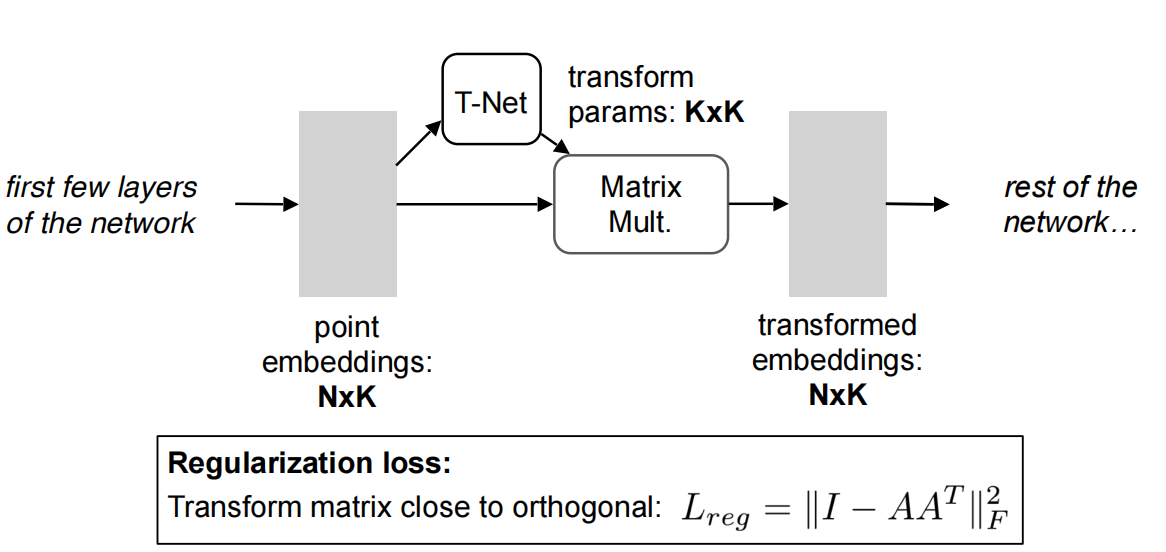 T-Net
transform
params: KxK
first few layers
of the network
Matrix
Mult.
rest of the
network…
point
embeddings:
NxK
transformed
embeddings:
NxK
Regularization loss:
Transform matrix close to orthogonal: $L_{reg} = \|I - AA^T\|_F^2$